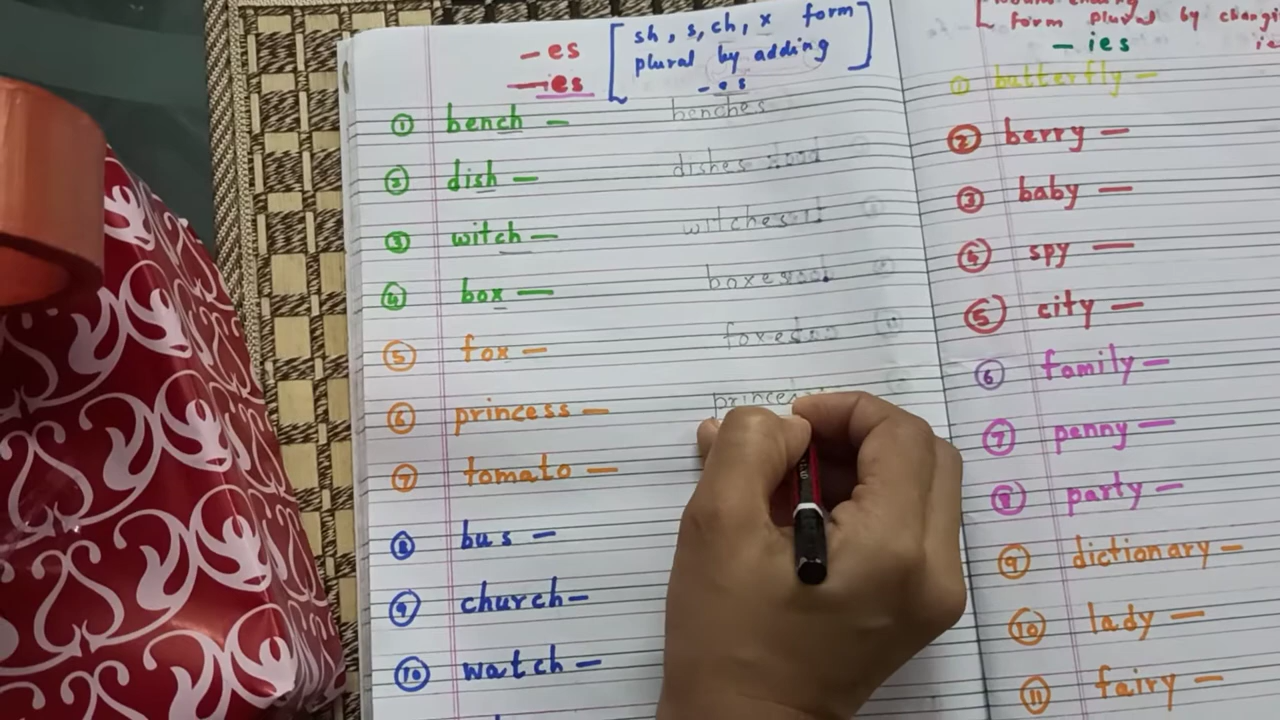 -es
-ies
sh, s, ch, x form
plural by adding
-es
① bench - benches
② dish - dishes
③ witch - witches
④ box - boxes
⑤ fox - foxes
⑥ princess - princes
⑦ tomato -
⑧ bus -
⑨ church -
⑩ watch -
form plural by changi
-ies
① butterfly -
② berry -
③ baby -
④ spy -
⑤ city -
⑥ family -
⑦ penny -
⑧ party -
⑨ dictionary -
⑩ lady -
⑪ fairy -